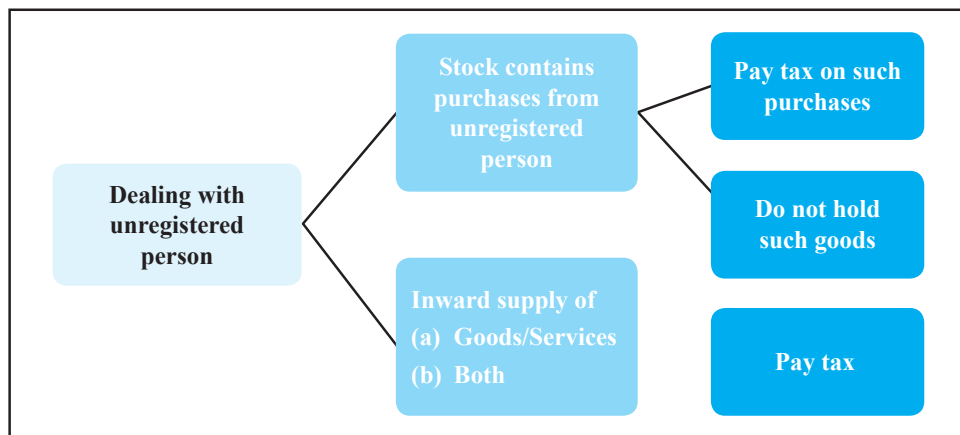 Dealing with
unregistered
person
Stock contains
purchases from
unregistered
person
Pay tax on such
purchases
Do not hold
such goods
Inward supply of
(a) Goods/Services
(b) Both
Pay tax